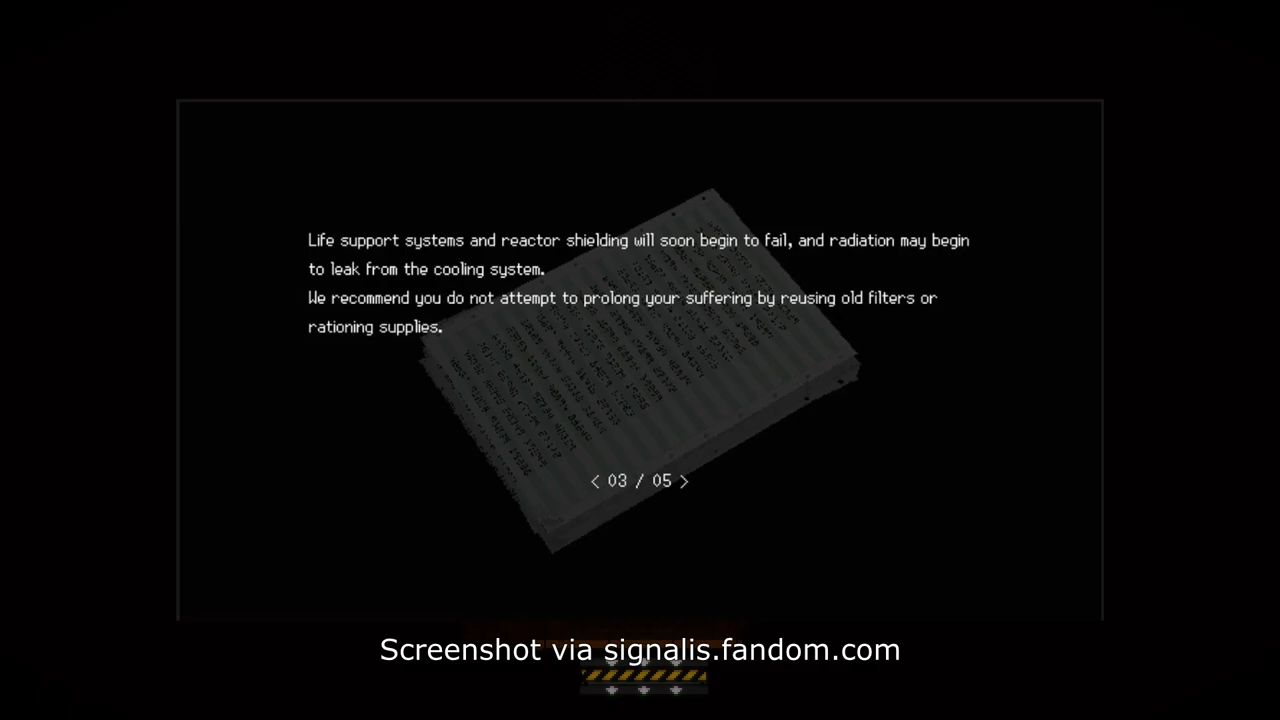 Life support systems and reactor shielding will soon begin to fail, and radiation may begin
to leak from the cooling system.
We recommend you do not attempt to prolong your suffering by reusing old filters or
rationing supplies.
< 03 / 05 >
Screenshot via signalis.fandom.com